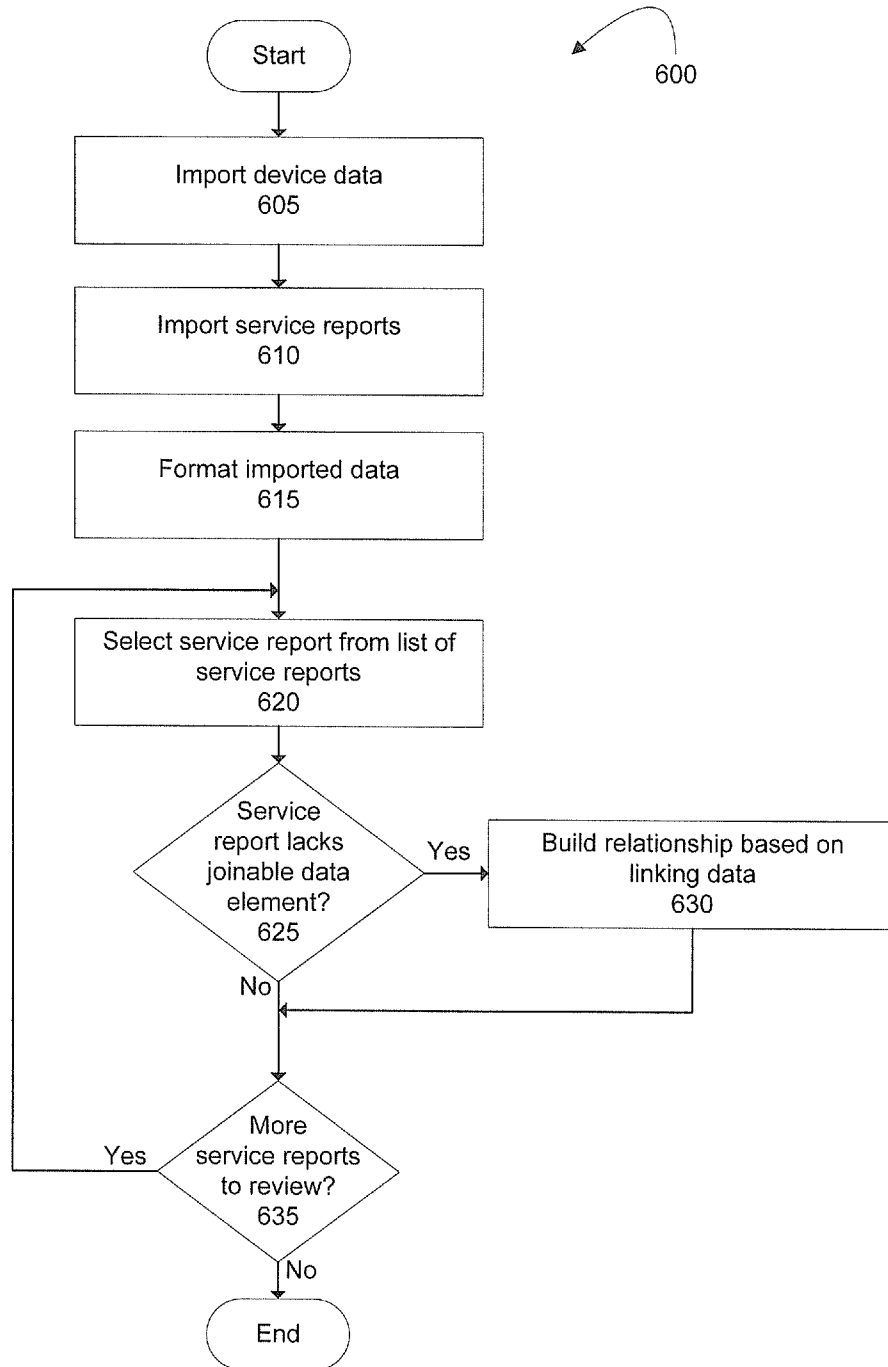 Start
600
Import device data
605
Import service reports
610
Format imported data
615
Select service report from list of
service reports
620
Service
report lacks
joinable data
element?
625
Yes
Build relationship based on
linking data
630
No
More
service reports
to review?
635
Yes
No
End